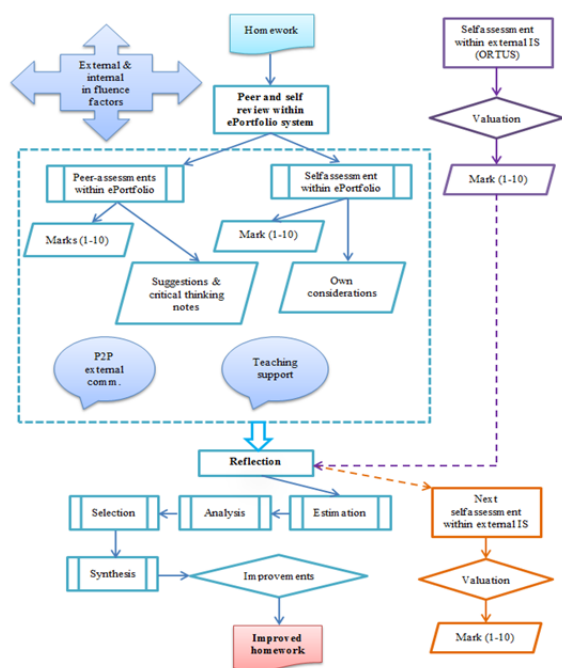 External &
internal
in fluence
factors
Homework
Selfassessment
within external IS
(ORTUS)
Peer and self
review within
ePortfolio system
Valuation
Peer-assessments
within ePortfolio
Selfassessment
within ePortfolio
Mark (1-10)
Marks (1-10)
Mark (1-10)
Suggestions &
critical thinking
notes
Own
considerations
P2P
external
comm.
Teaching
support
Reflection
Next
selfassessment
within external IS
Selection
Analysis
Estimation
Synthesis
Improvements
Valuation
Improved
homework
Mark (1-10)